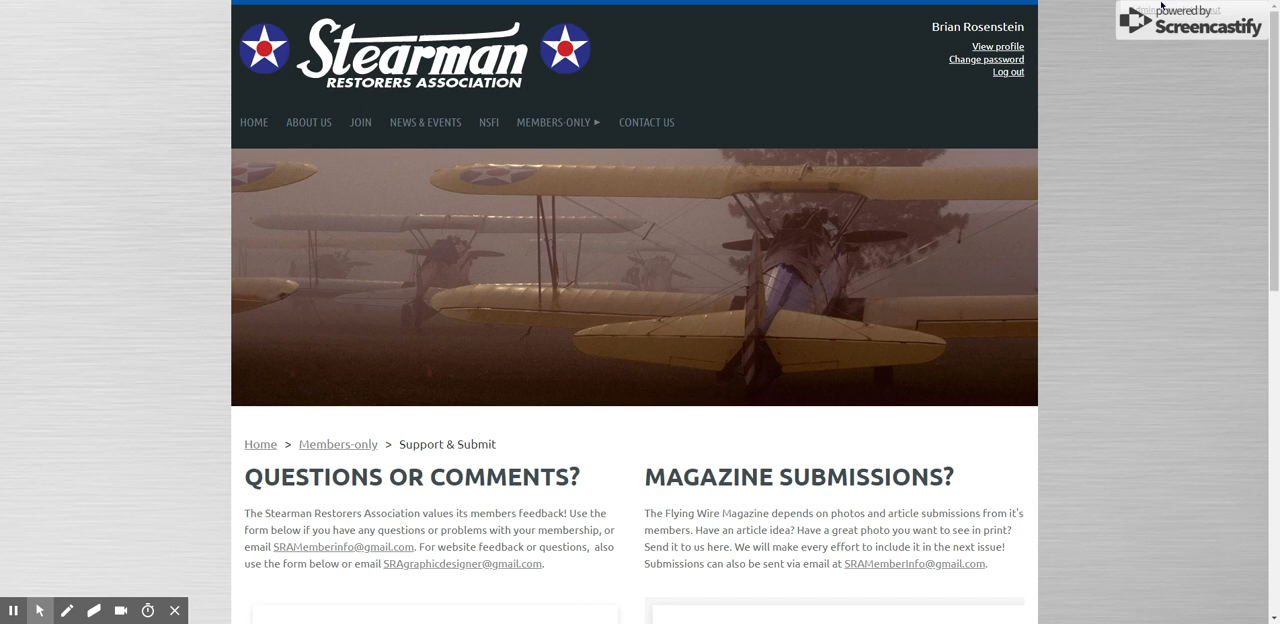 powered by
Screencastify
Stearman
RESTORERS ASSOCIATION
Brian Rosenstein
View profile
Change password
Log out
HOME ABOUT US JOIN NEWS & EVENTS NSFI MEMBERS-ONLY CONTACT US
Home > Members-only > Support & Submit
QUESTIONS OR COMMENTS?
The Stearman Restorers Association values its members feedback! Use the
form below if you have any questions or problems with your membership, or
email SRAMemberinfo@gmail.com. For website feedback or questions, also
use the form below or email SRAgraphicdesigner@gmail.com.
MAGAZINE SUBMISSIONS?
The Flying Wire Magazine depends on photos and article submissions from it's
members. Have an article idea? Have a great photo you want to see in print?
Send it to us here. We will make every effort to include it in the next issue!
Submissions can also be sent via email at SRAMemberInfo@gmail.com.